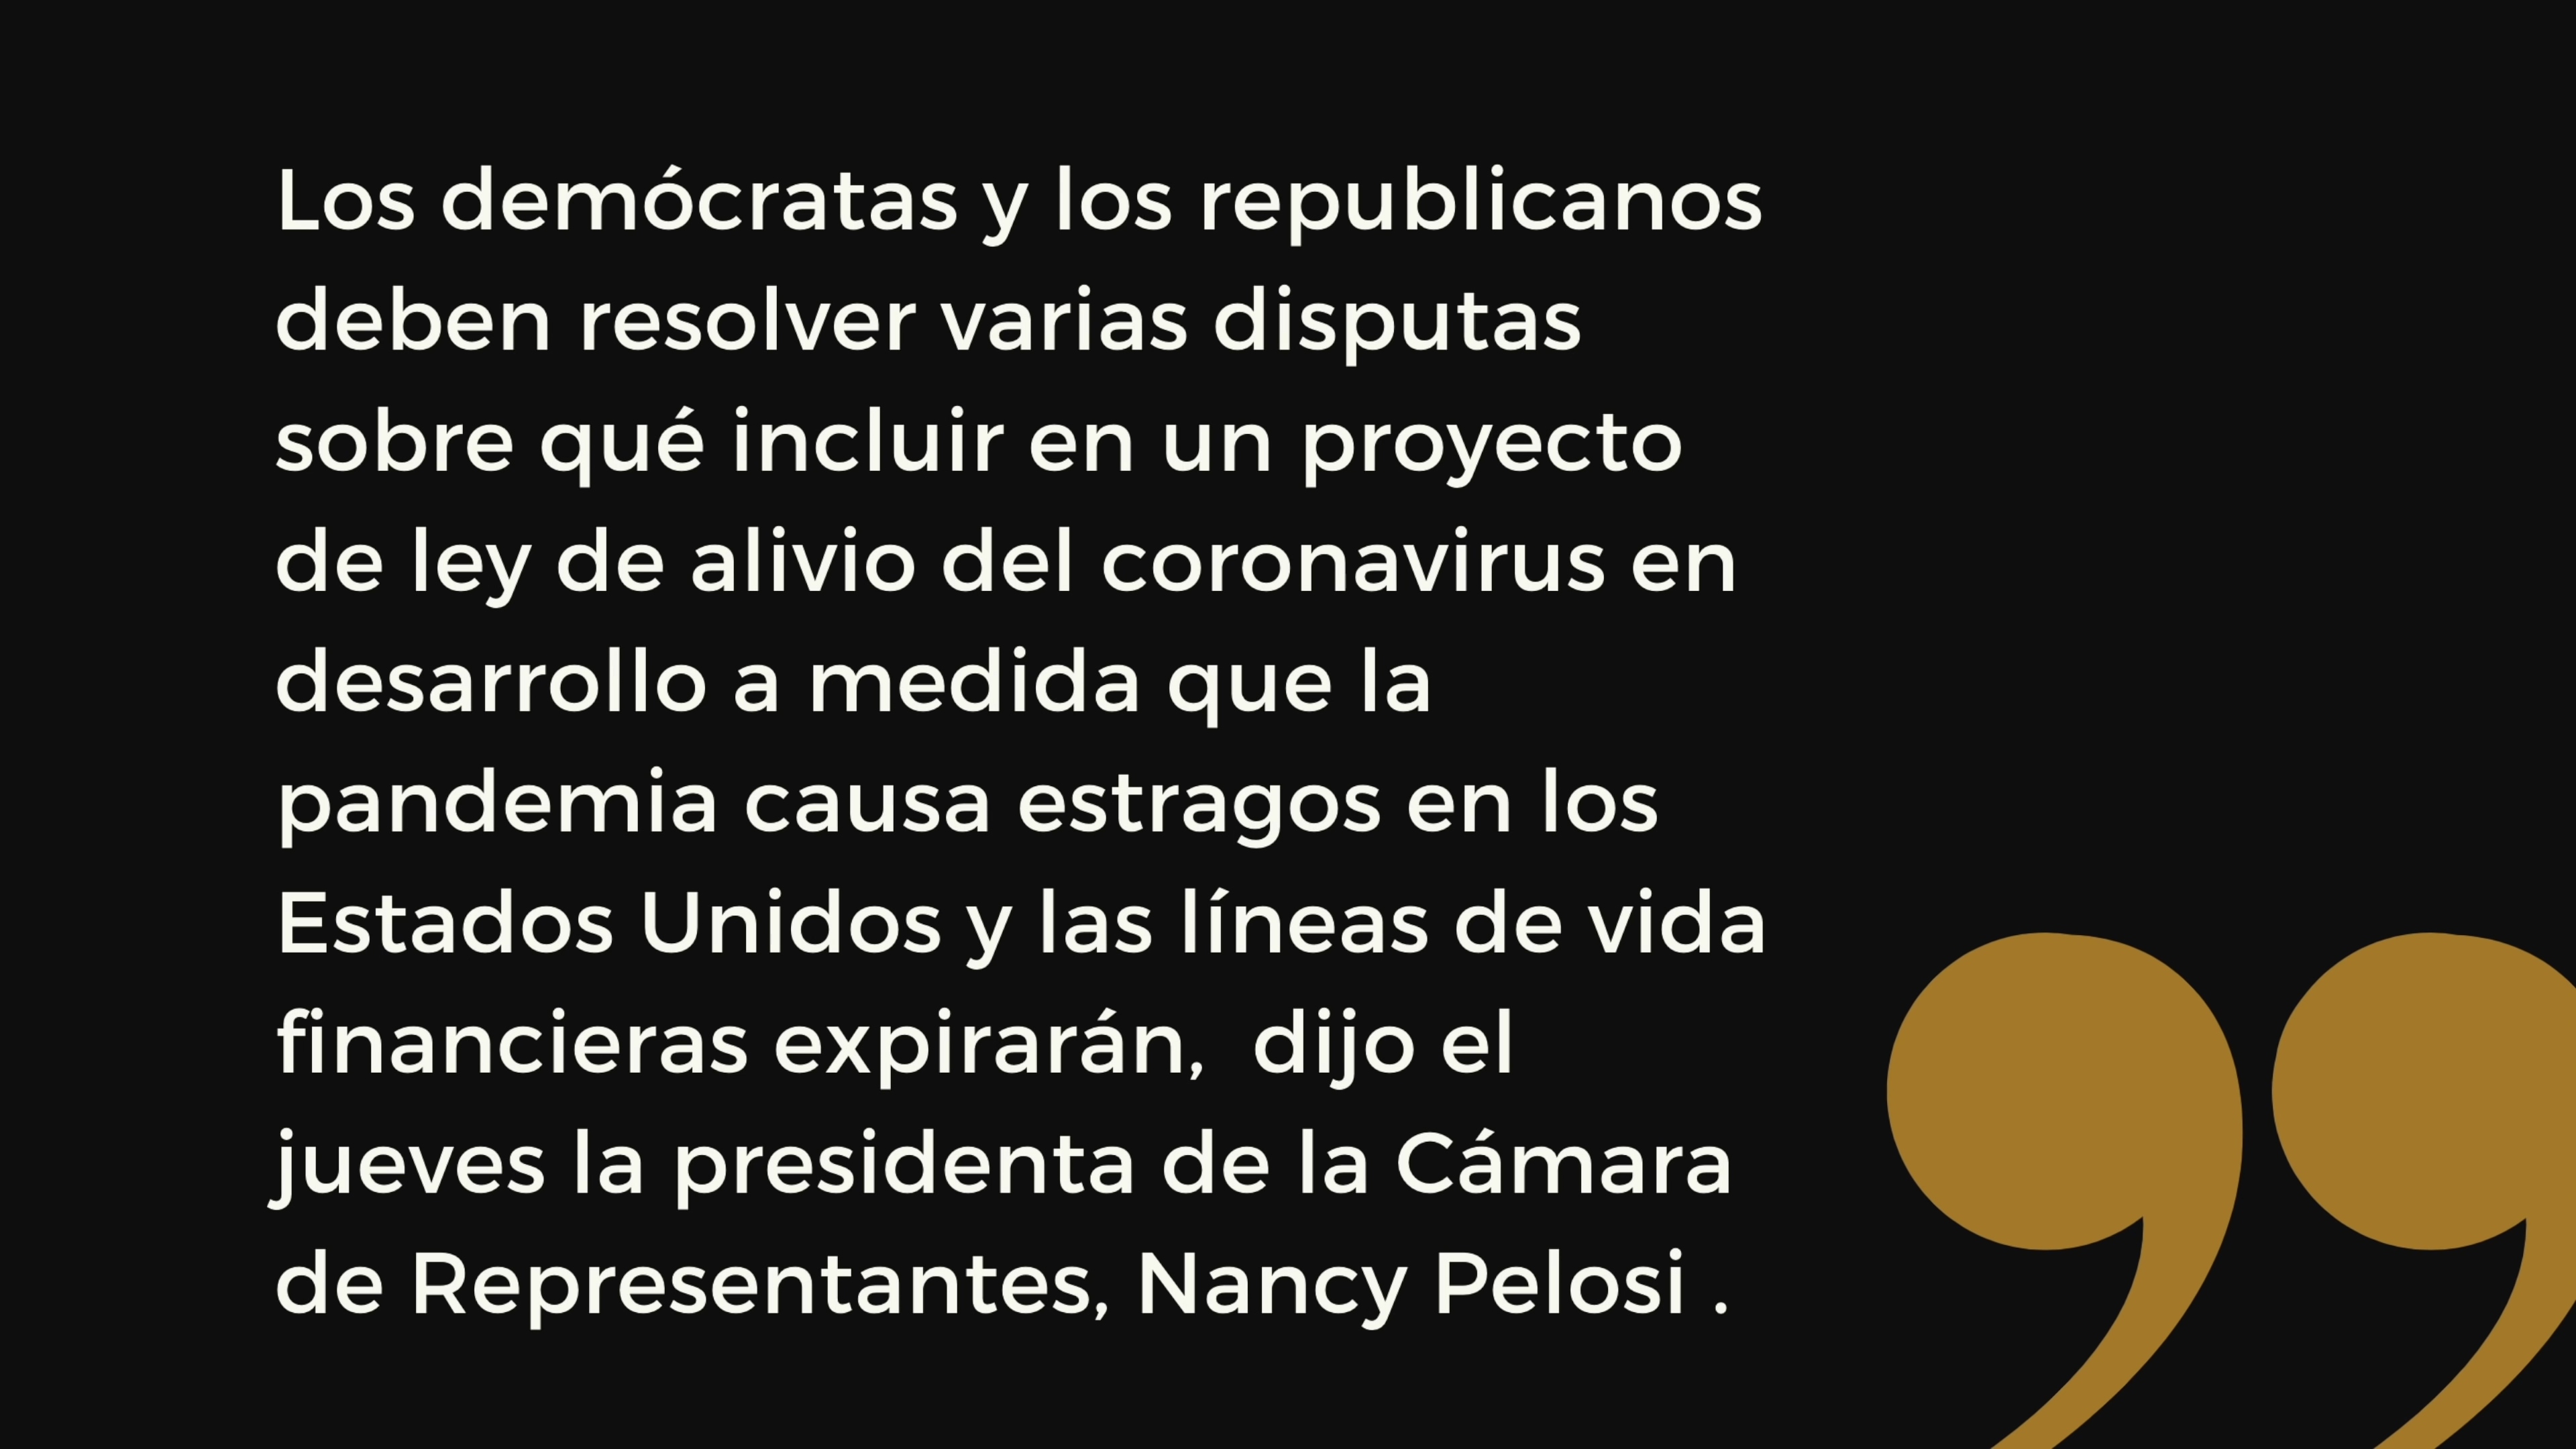 Los demócratas y los republicanos
deben resolver varias disputas
sobre qué incluir en un proyecto
de ley de alivio del coronavirus en
desarrollo a medida que la
pandemia causa estragos en los
Estados Unidos y las líneas de vida
financieras expirarán,  dijo el
jueves la presidenta de la Cámara
de Representantes, Nancy Pelosi .